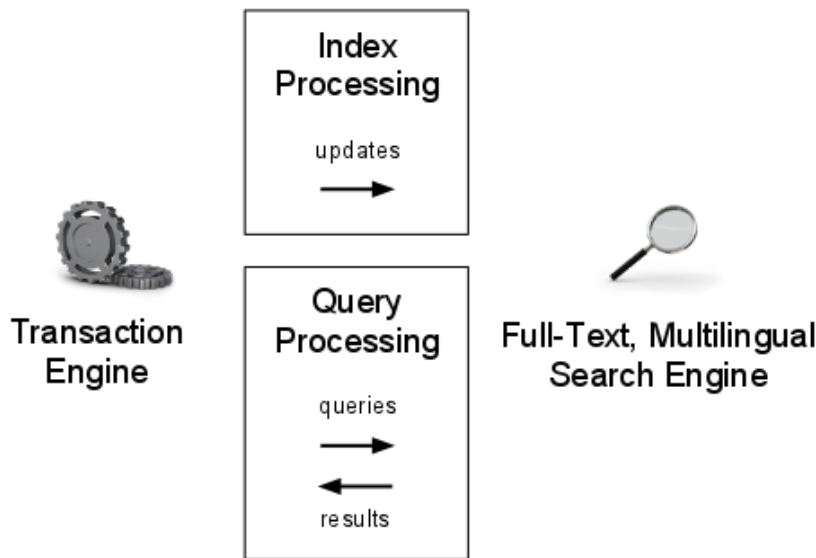 Index
Processing
updates
Transaction
Engine
Query
Processing
queries
results
Full-Text, Multilingual
Search Engine